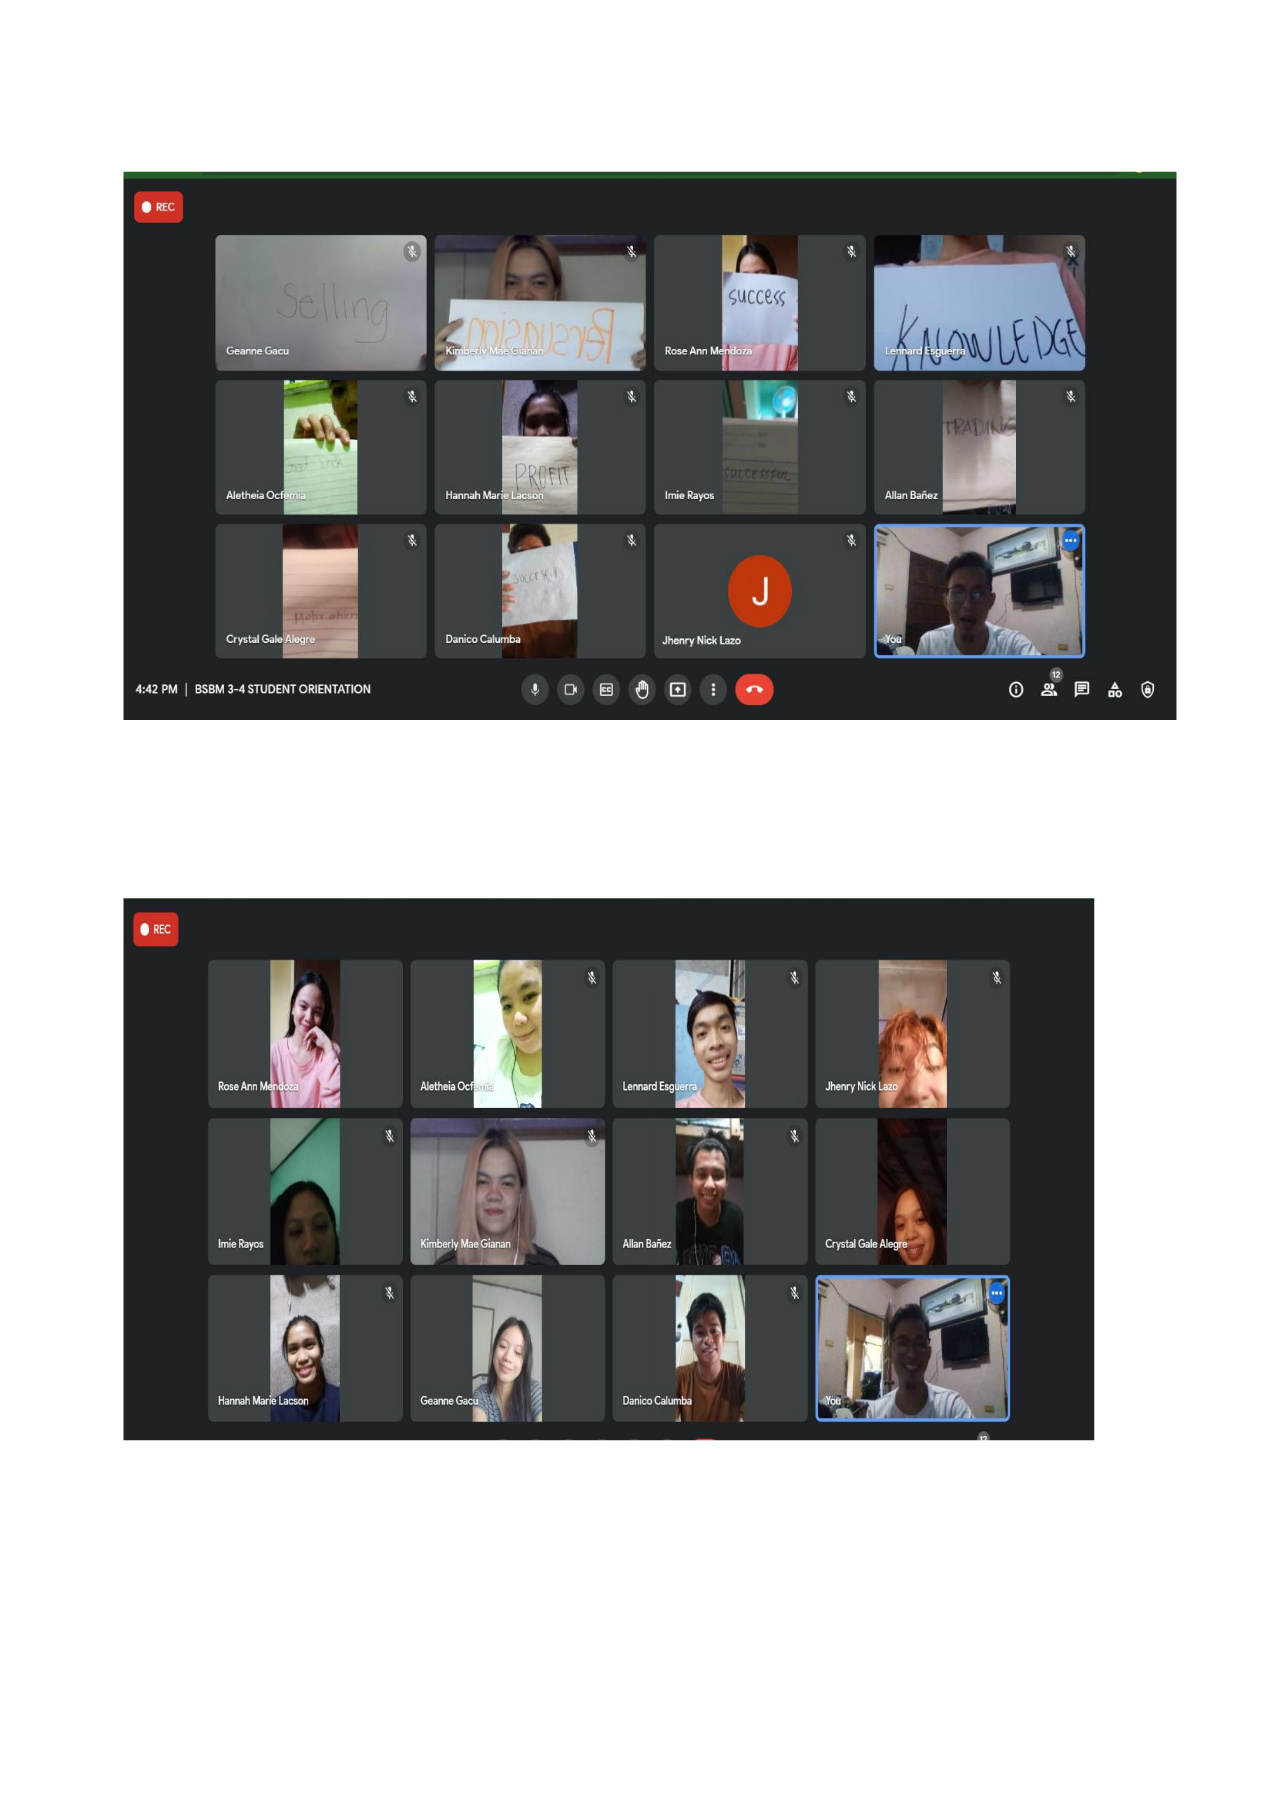 REC
Selling
Geanne Gacu
Persuasion
Kimberly Mae Gianan
success
Rose Ann Mendoza
KNOWLEDGE
Lennard Esguerra
Good luck
Aletheia Ocfemia
PROFIT
Hannah Marie Lacson
SUCCESSFUL
Imie Rayos
TRADING
Allan Bañez
Crystal Gale Alegre
Danico Calumba
J
Jhenry Nick Lazo
You
4:42 PM | BSBM 3-4 STUDENT ORIENTATION
CC
12
REC
Rose Ann Mendoza
Aletheia Ocfemia
Lennard Esguerra
Jhenry Nick Lazo
Imie Rayos
Kimberly Mae Gianan
Allan Bañez
Crystal Gale Alegre
Hannah Marie Lacson
Geanne Gacu
Danico Calumba
You
12